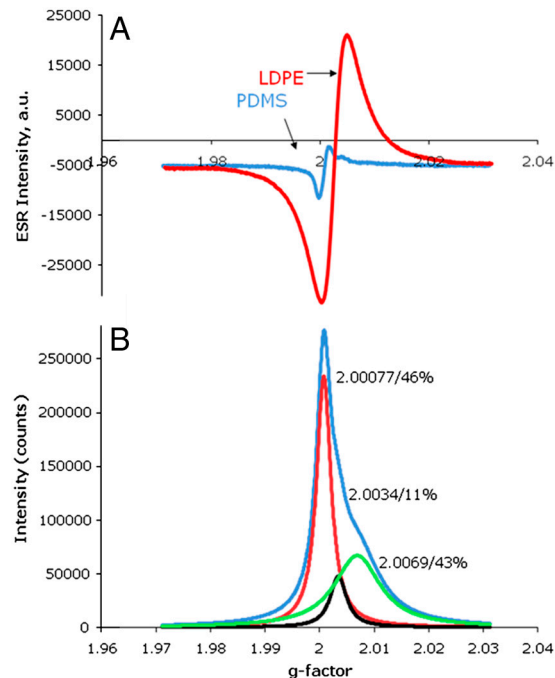 A
25000
15000
5000
-5000
-15000
-25000
ESR Intensity, a.u.
LDPE
PDMS
1.96
1.98
2
2.02
2.04
B
250000
200000
150000
100000
50000
0
Intensity (counts)
2.00077/46%
2.0034/11%
2.0069/43%
1.96 1.97 1.98 1.99 2 2.01 2.02 2.03 2.04
g-factor